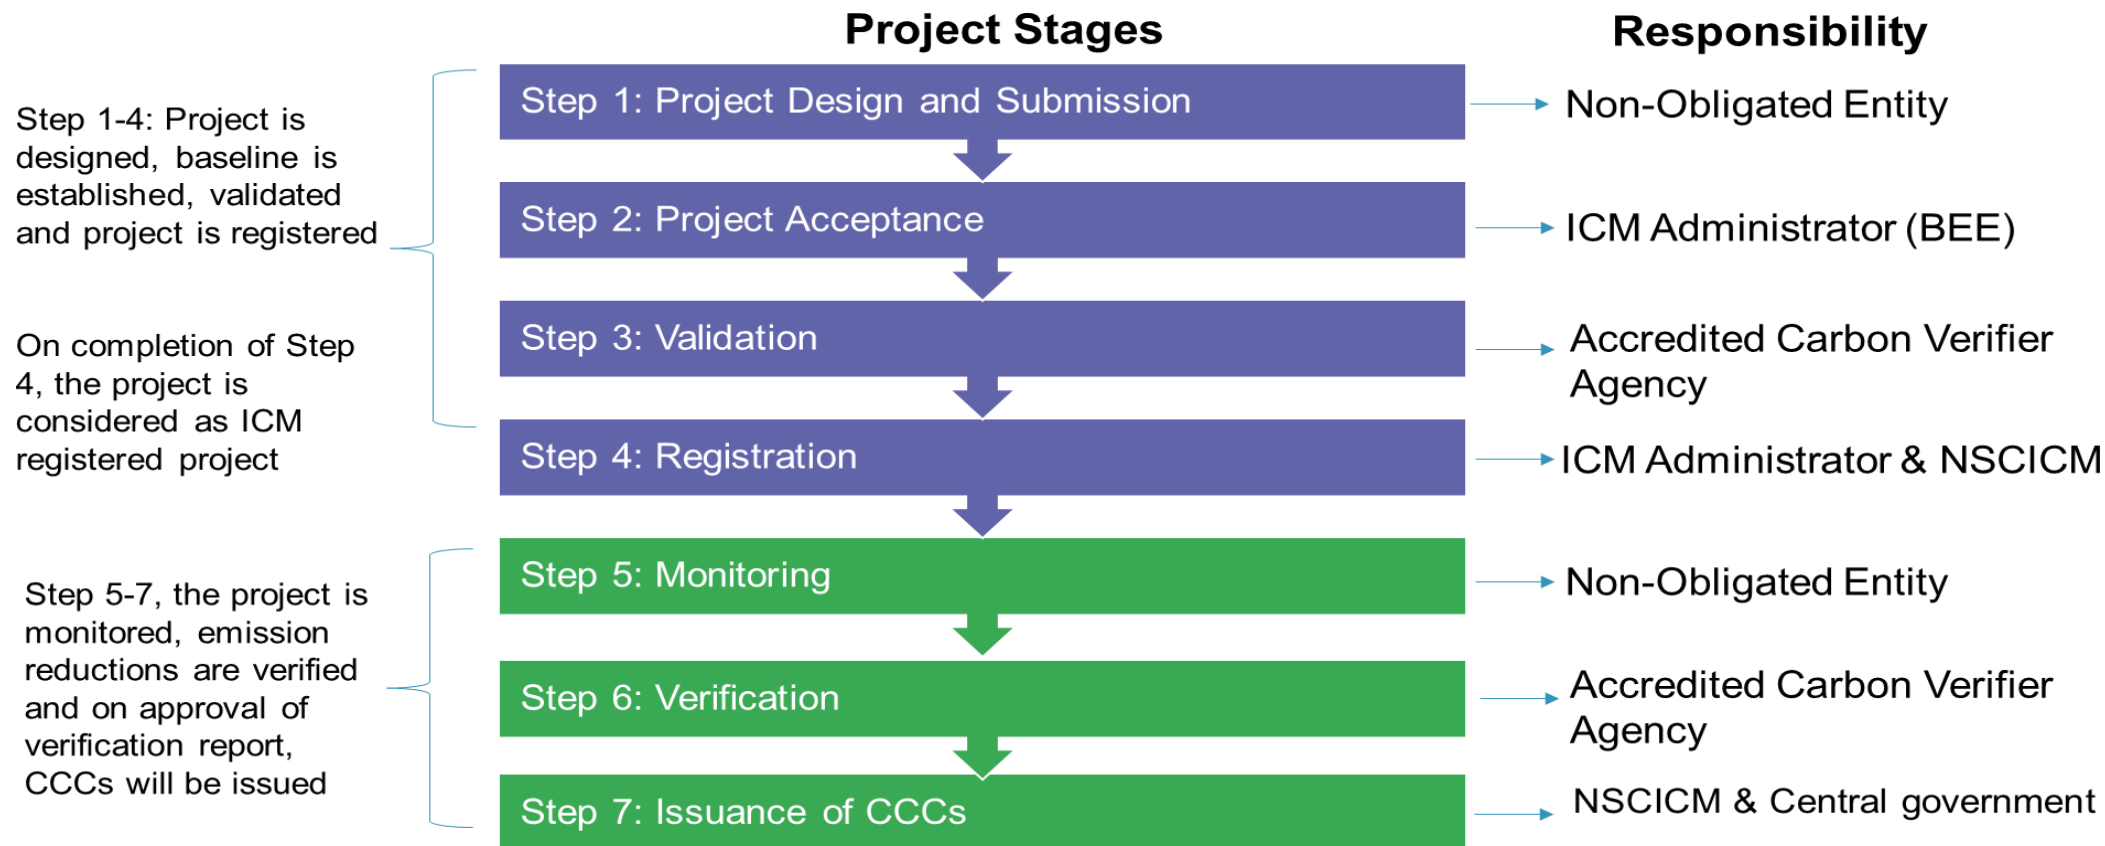 Project Stages
Responsibility
Step 1-4: Project is
designed, baseline is
established, validated
and project is registered
On completion of Step
4, the project is
considered as ICM
registered project
Step 5-7, the project is
monitored, emission
reductions are verified
and on approval of
verification report,
CCCs will be issued
Step 1: Project Design and Submission
Non-Obligated Entity
Step 2: Project Acceptance
ICM Administrator (BEE)
Step 3: Validation
Accredited Carbon Verifier
Agency
Step 4: Registration
ICM Administrator & NSCICM
Step 5: Monitoring
Non-Obligated Entity
Step 6: Verification
Accredited Carbon Verifier
Agency
Step 7: Issuance of CCCs
NSCICM & Central government